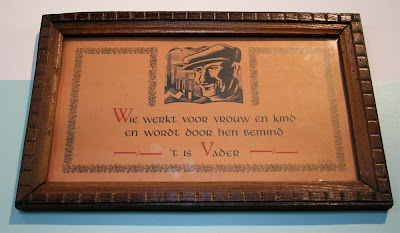 Wie werkt voor vrouw en kind
en wordt door hen bemind
't is Vader